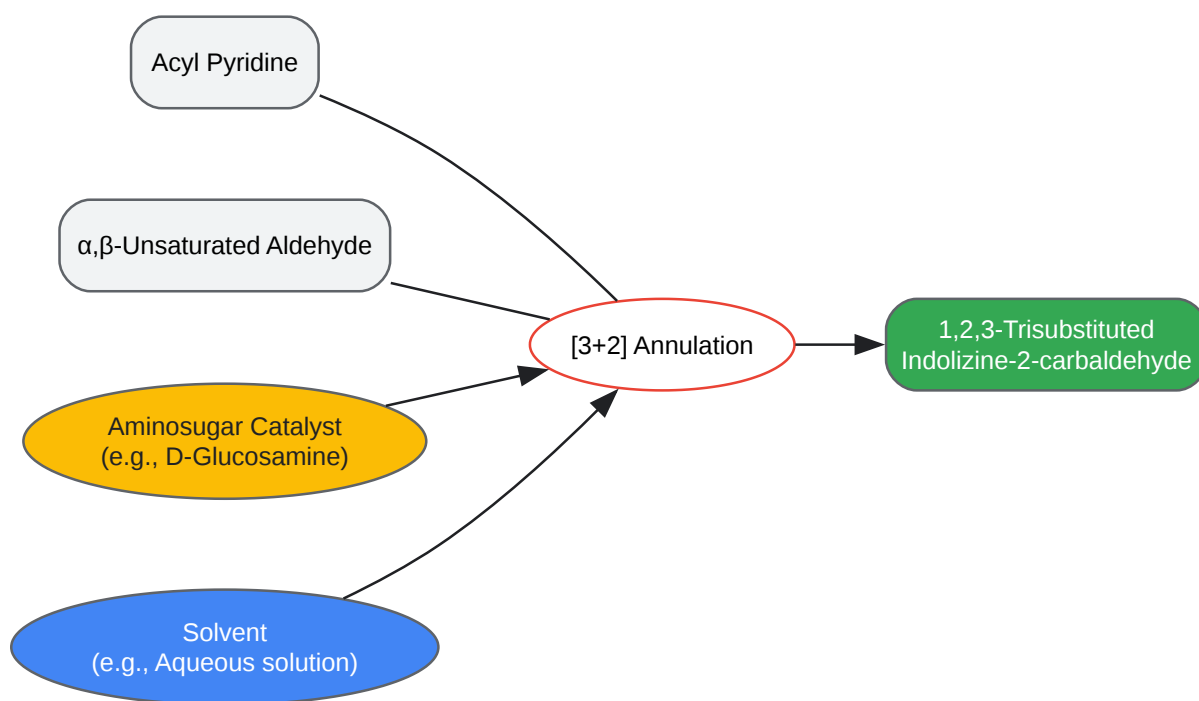 Acyl Pyridine
α,β-Unsaturated Aldehyde
[3+2] Annulation
1,2,3-Trisubstituted
Indolizine-2-carbaldehyde
Aminosugar Catalyst
(e.g., D-Glucosamine)
Solvent
(e.g., Aqueous solution)